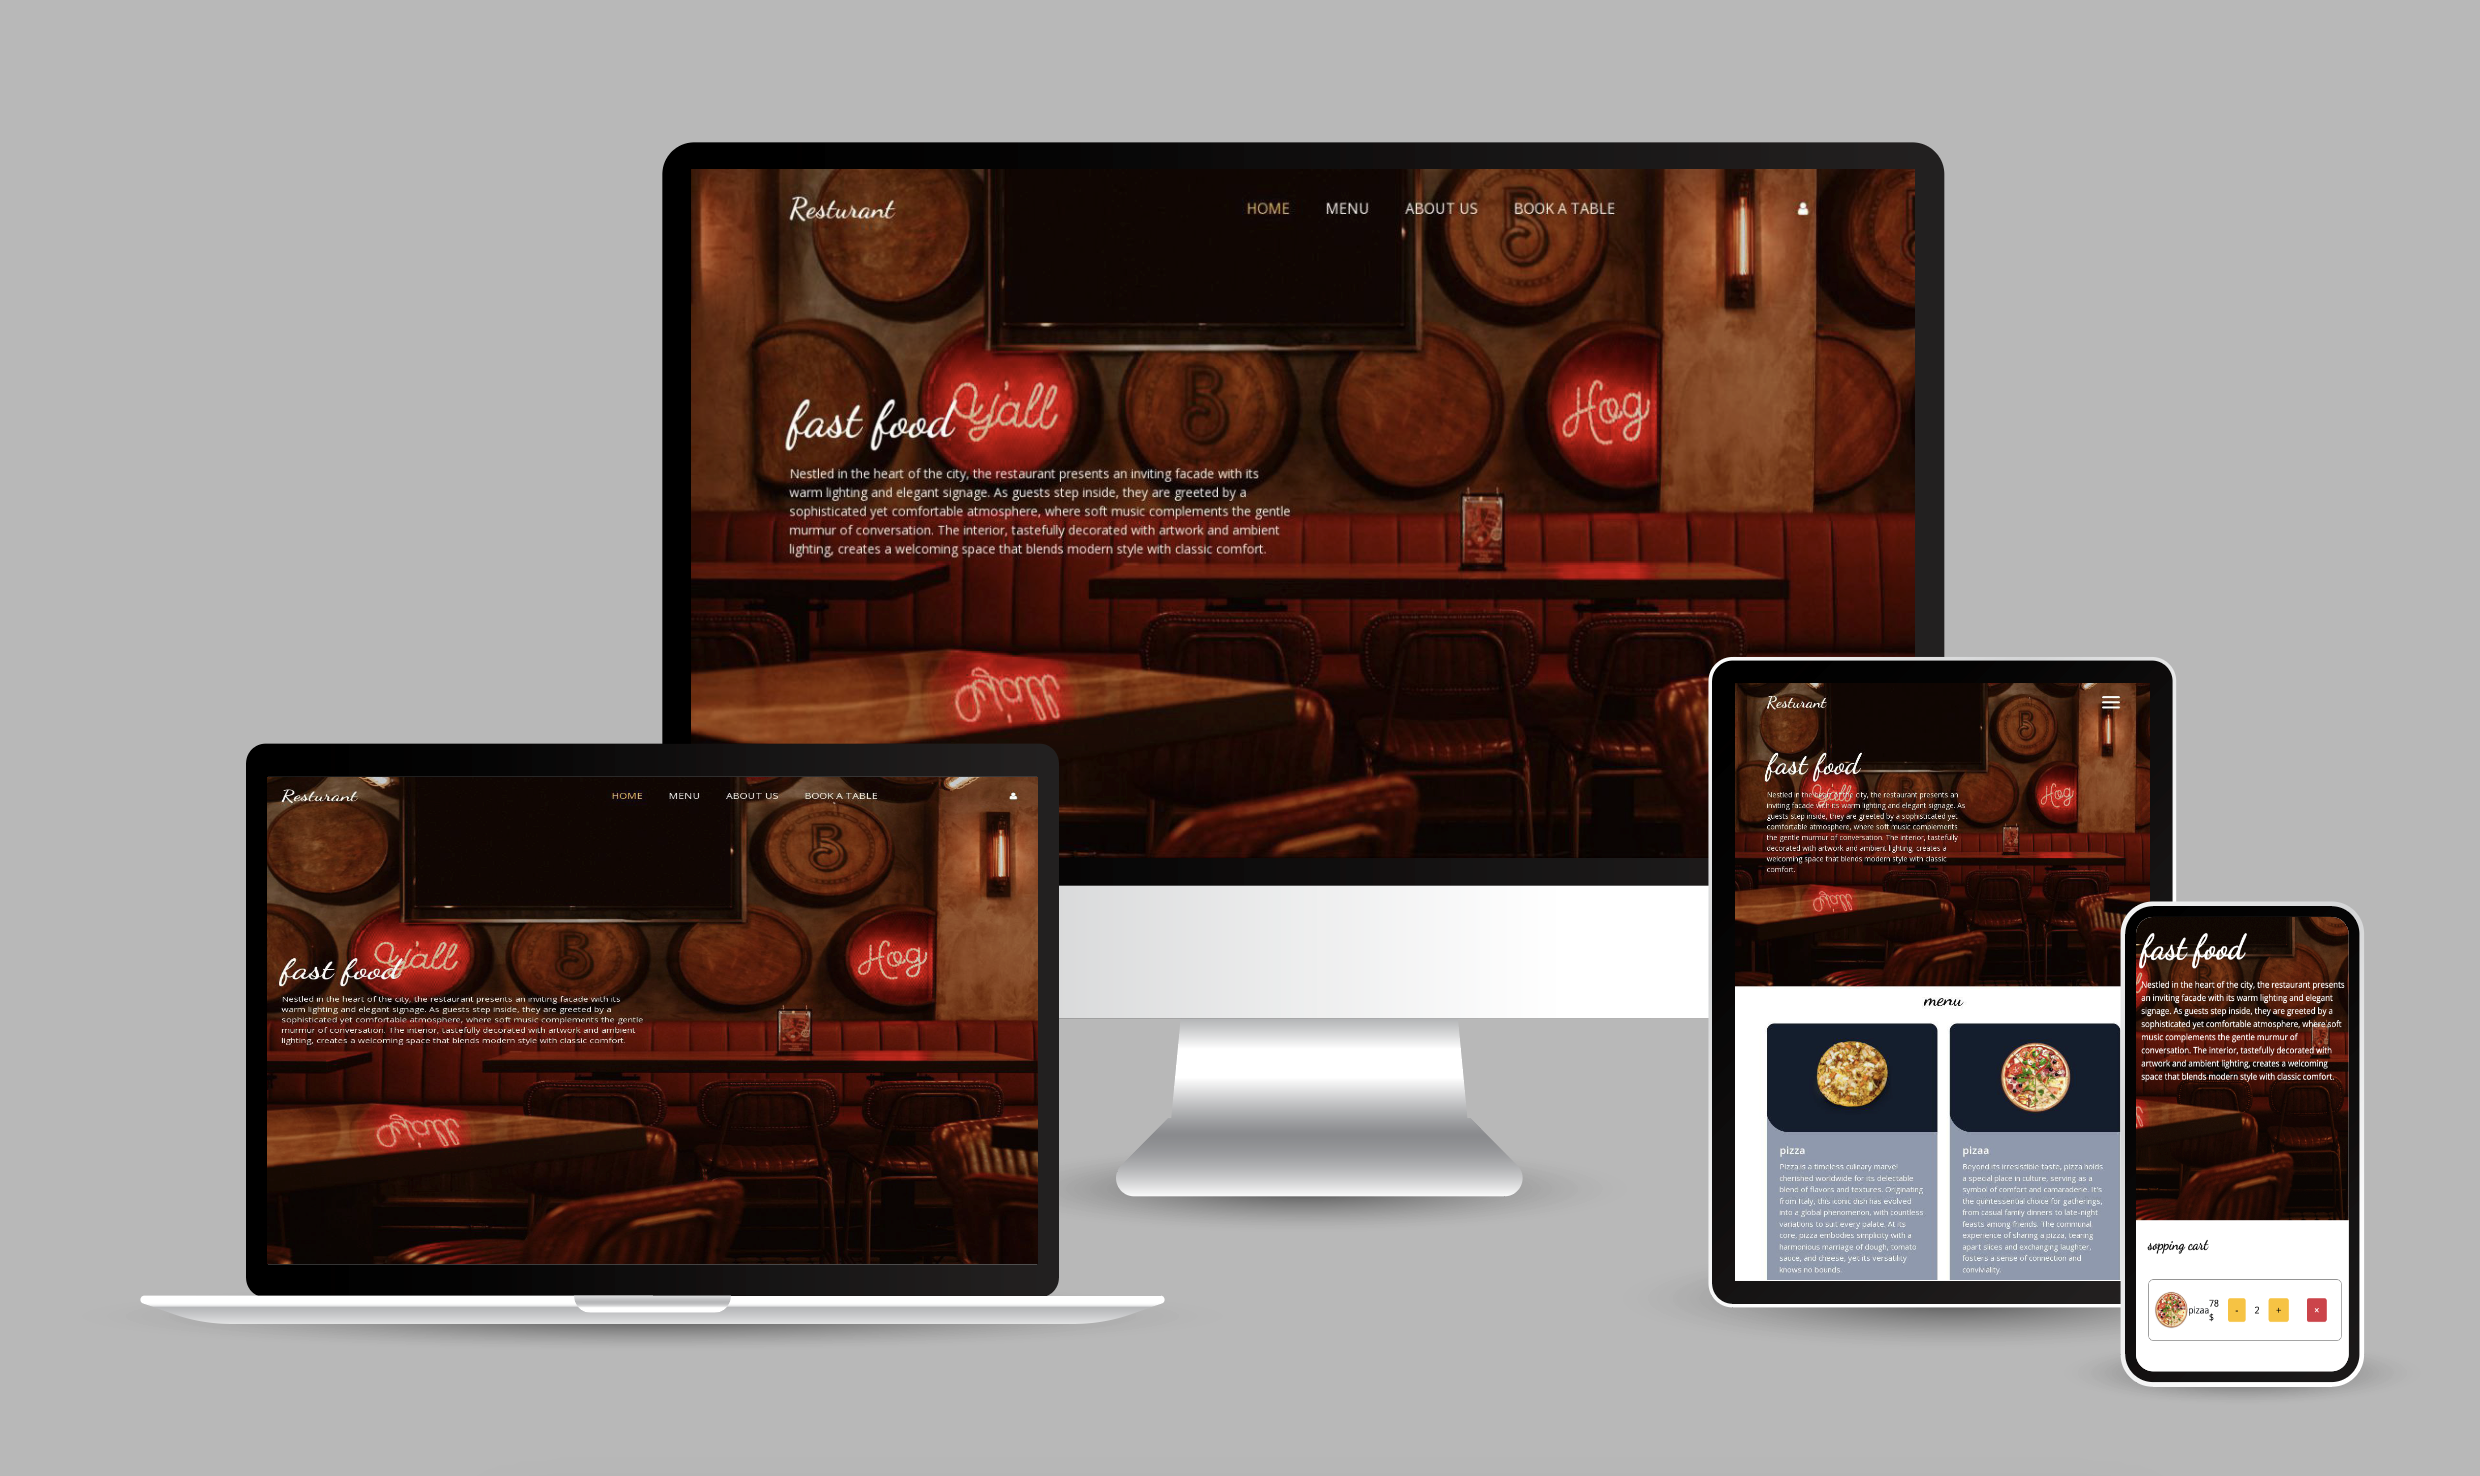 Resturant
HOME MENU ABOUT US BOOK A TABLE
B
y'all
Hog
fast food
Nestled in the heart of the city, the restaurant presents an inviting facade with its
warm lighting and elegant signage. As guests step inside, they are greeted by a
sophisticated yet comfortable atmosphere, where soft music complements the gentle
murmur of conversation. The interior, tastefully decorated with artwork and ambient
lighting, creates a welcoming space that blends modern style with classic comfort.
B
Resturant
HOME MENU ABOUT US BOOK A TABLE
B
y'all
Hog
fast food
Nestled in the heart of the city, the restaurant presents an inviting facade with its
warm lighting and elegant signage. As guests step inside, they are greeted by a
sophisticated yet comfortable atmosphere, where soft music complements the gentle
murmur of conversation. The interior, tastefully decorated with artwork and ambient
lighting, creates a welcoming space that blends modern style with classic comfort.
B
Resturant
B
fast food
y'all
Hog
Nestled in the heart of the city, the restaurant presents an
inviting facade with its warm lighting and elegant signage. As
guests step inside, they are greeted by a sophisticated yet
comfortable atmosphere, where soft music complements
the gentle murmur of conversation. The interior, tastefully
decorated with artwork and ambient lighting, creates a
welcoming space that blends modern style with classic
comfort.
menu
pizza
Pizza is a timeless culinary marvel
cherished worldwide for its delectable
blend of flavors and textures. Originating
from Italy, this iconic dish has evolved
into a global phenomenon, with countless
variations to suit every palate. At its
core, pizza embodies simplicity with a
harmonious marriage of dough, tomato
sauce, and cheese, yet its versatility
knows no bounds.
pizaa
Beyond its irresistible taste, pizza holds
a special place in culture, serving as a
symbol of comfort and camaraderie. It's
the quintessential choice for gatherings,
from casual family dinners to late-night
feasts among friends. The communal
experience of sharing a pizza, tearing
apart slices and exchanging laughter,
fosters a sense of connection and
conviviality.
fast food
Nestled in the heart of the city, the restaurant presents
an inviting facade with its warm lighting and elegant
signage. As guests step inside, they are greeted by a
sophisticated yet comfortable atmosphere, where soft
music complements the gentle murmur of
conversation. The interior, tastefully decorated with
artwork and ambient lighting, creates a welcoming
space that blends modern style with classic comfort.
sopping cart
pizaa 78 $ - 2 + ×